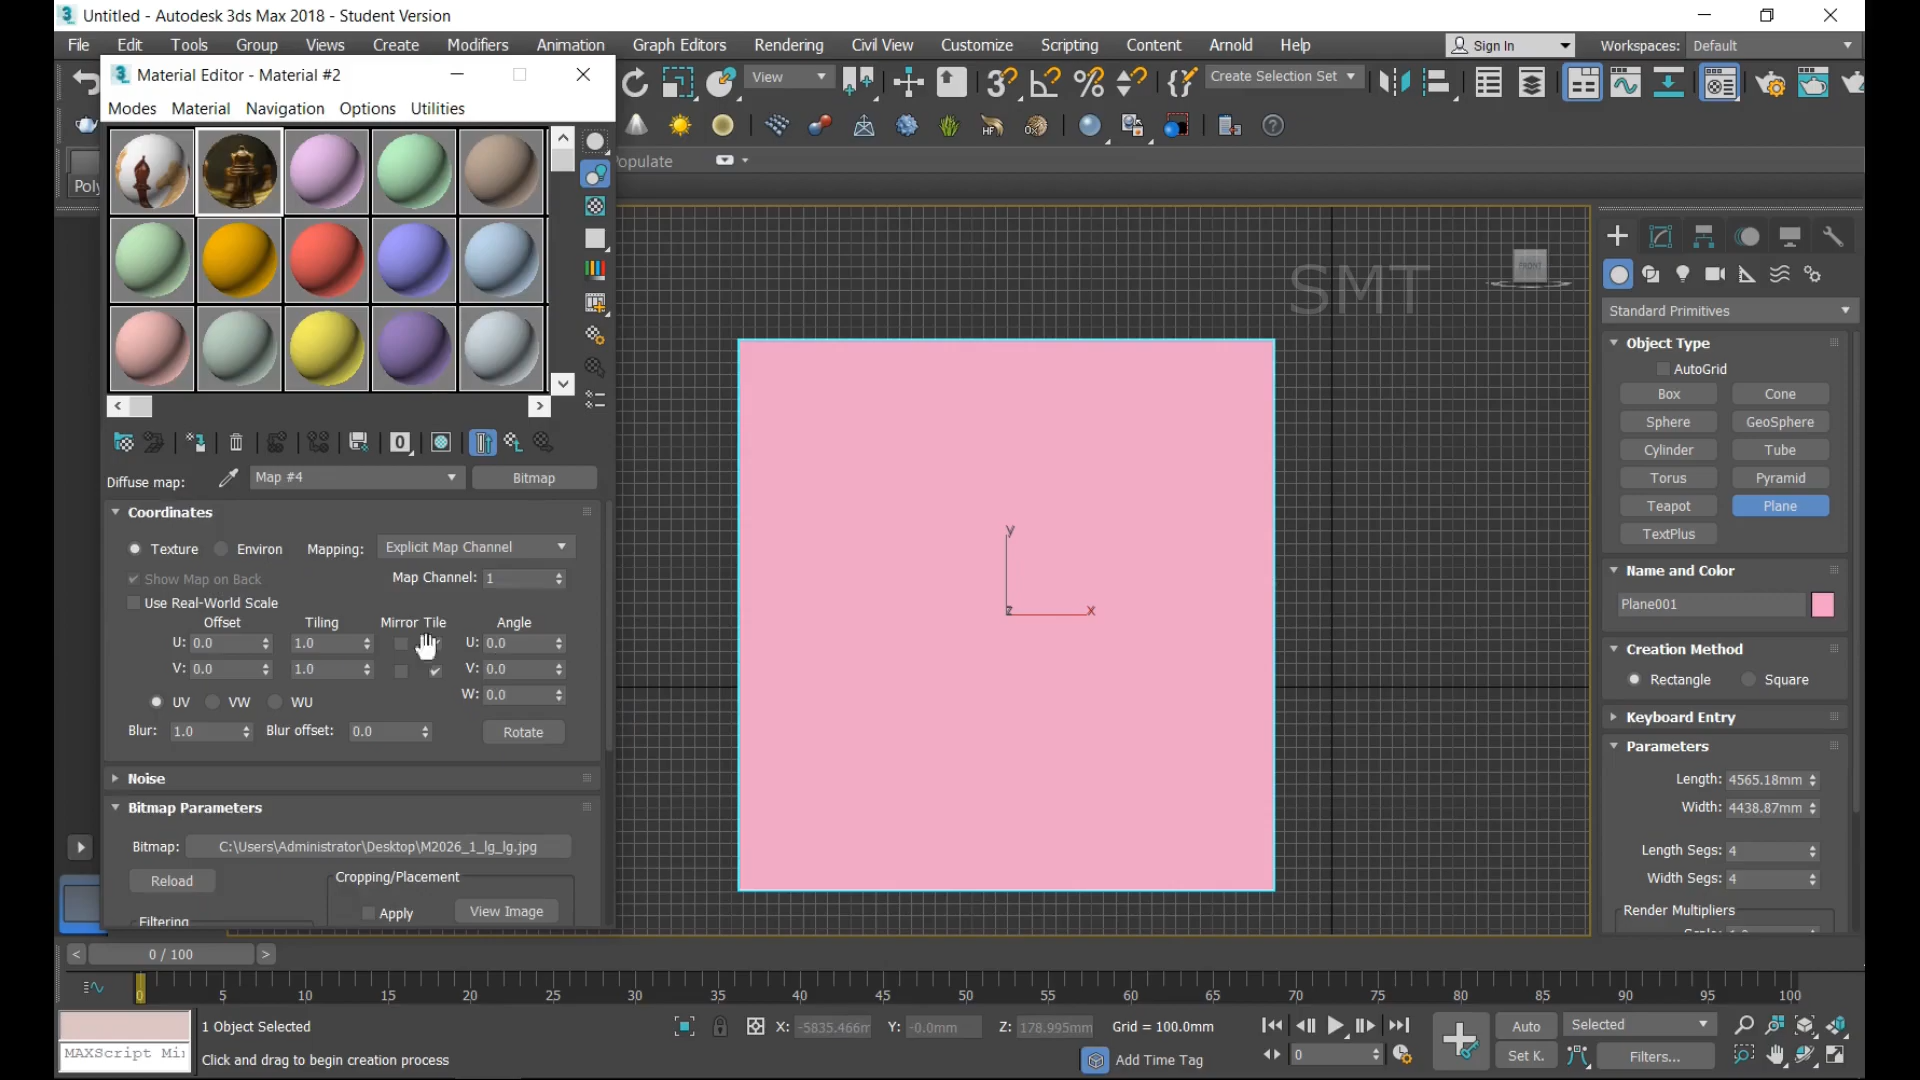 Untitled - Autodesk 3ds Max 2018 - Student Version
File Edit Tools Group Views Create Modifiers Animation Graph Editors Rendering Civil View Customize Scripting Content Arnold Help Sign In Workspaces: Default
Material Editor - Material #2
View Create Selection Set
Modes Material Navigation Options Utilities
opulate
Poly
SMT
FRONT
Standard Primitives
Object Type
AutoGrid
Box Cone
Sphere GeoSphere
Cylinder Tube
Torus Pyramid
Teapot Plane
TextPlus
Diffuse map: Map #4 Bitmap
Coordinates
Texture Environ Mapping: Explicit Map Channel
Show Map on Back Map Channel: 1
Use Real-World Scale
Offset Tiling Mirror Tile Angle
U: 0.0 1.0 U: 0.0
V: 0.0 1.0 V: 0.0
W: 0.0
UV VW WU
Blur: 1.0 Blur offset: 0.0 Rotate
Noise
Bitmap Parameters
Bitmap: C:\Users\Administrator\Desktop\M2026_1_lg_lg.jpg
Reload Cropping/Placement
Apply View Image
Filtering
y
z x
Name and Color
Plane001
Creation Method
Rectangle Square
Keyboard Entry
Parameters
Length: 4565.18mm
Width: 4438.87mm
Length Segs: 4
Width Segs: 4
Render Multipliers
< 0 / 100 >
0 5 10 15 20 25 30 35 40 45 50 55 60 65 70 75 80 85 90 95 100
1 Object Selected X: -5835.466m Y: -0.0mm Z: 178.995mm Grid = 100.0mm Auto Selected
MAXScript Mi Click and drag to begin creation process Add Time Tag 0 Set K. Filters...